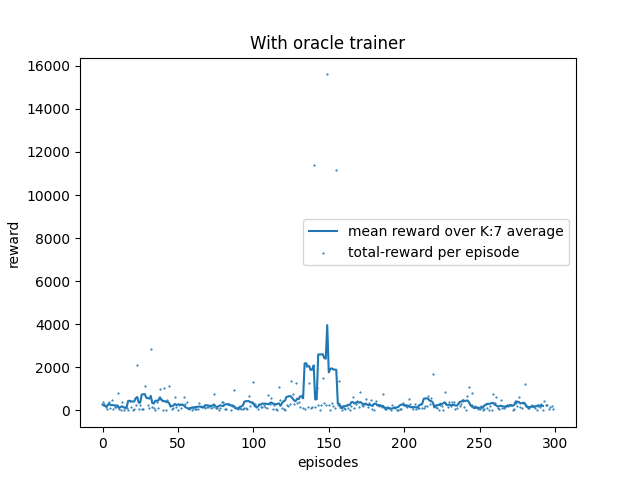 With oracle trainer
16000
14000
12000
10000
8000
6000
4000
2000
0
reward
mean reward over K:7 average
total-reward per episode
0 50 100 150 200 250 300
episodes